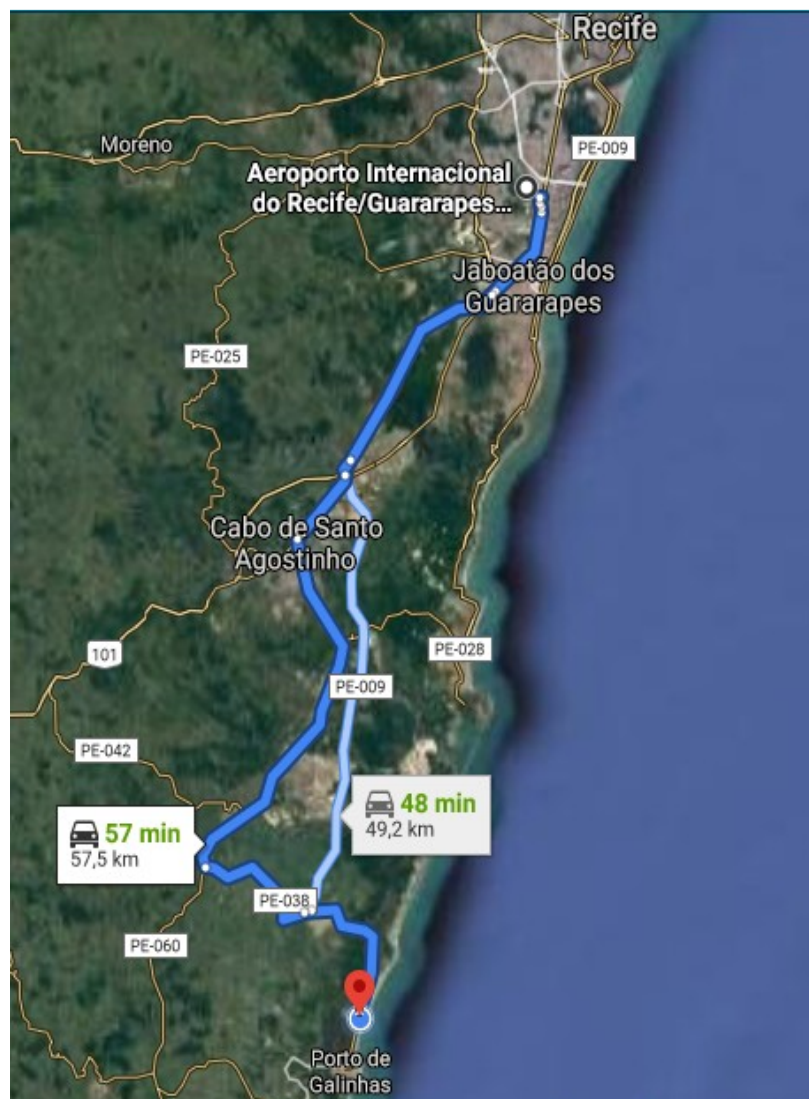 Recife
Moreno
PE-009
Aeroporto Internacional
do Recife/Guararapes...
Jaboatão dos
Guararapes
PE-025
Cabo de Santo
Agostinho
101
PE-028
PE-009
PE-042
48 min
49,2 km
57 min
57,5 km
PE-038
PE-060
Porto de
Galinhas